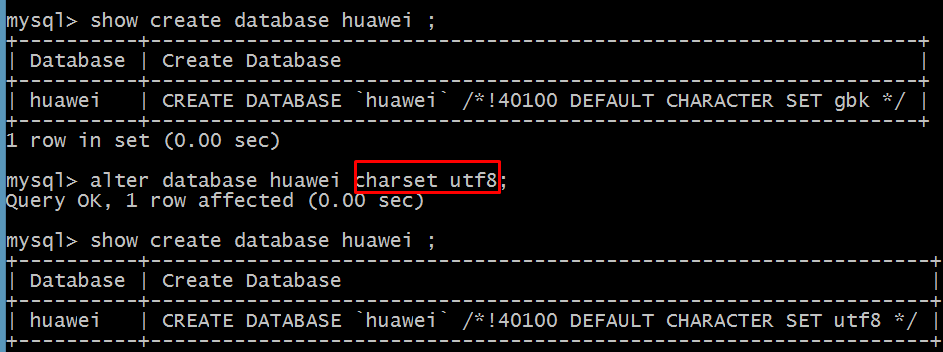 mysql> show create database huawei ;
+----------+--------------------------------------------------------------+
| Database | Create Database                                              |
+----------+--------------------------------------------------------------+
| huawei   | CREATE DATABASE `huawei` /*!40100 DEFAULT CHARACTER SET gbk */ |
+----------+--------------------------------------------------------------+
1 row in set (0.00 sec)
mysql> alter database huawei charset utf8;
Query OK, 1 row affected (0.00 sec)
mysql> show create database huawei ;
+----------+---------------------------------------------------------------+
| Database | Create Database                                               |
+----------+---------------------------------------------------------------+
| huawei   | CREATE DATABASE `huawei` /*!40100 DEFAULT CHARACTER SET utf8 */ |
+----------+---------------------------------------------------------------+